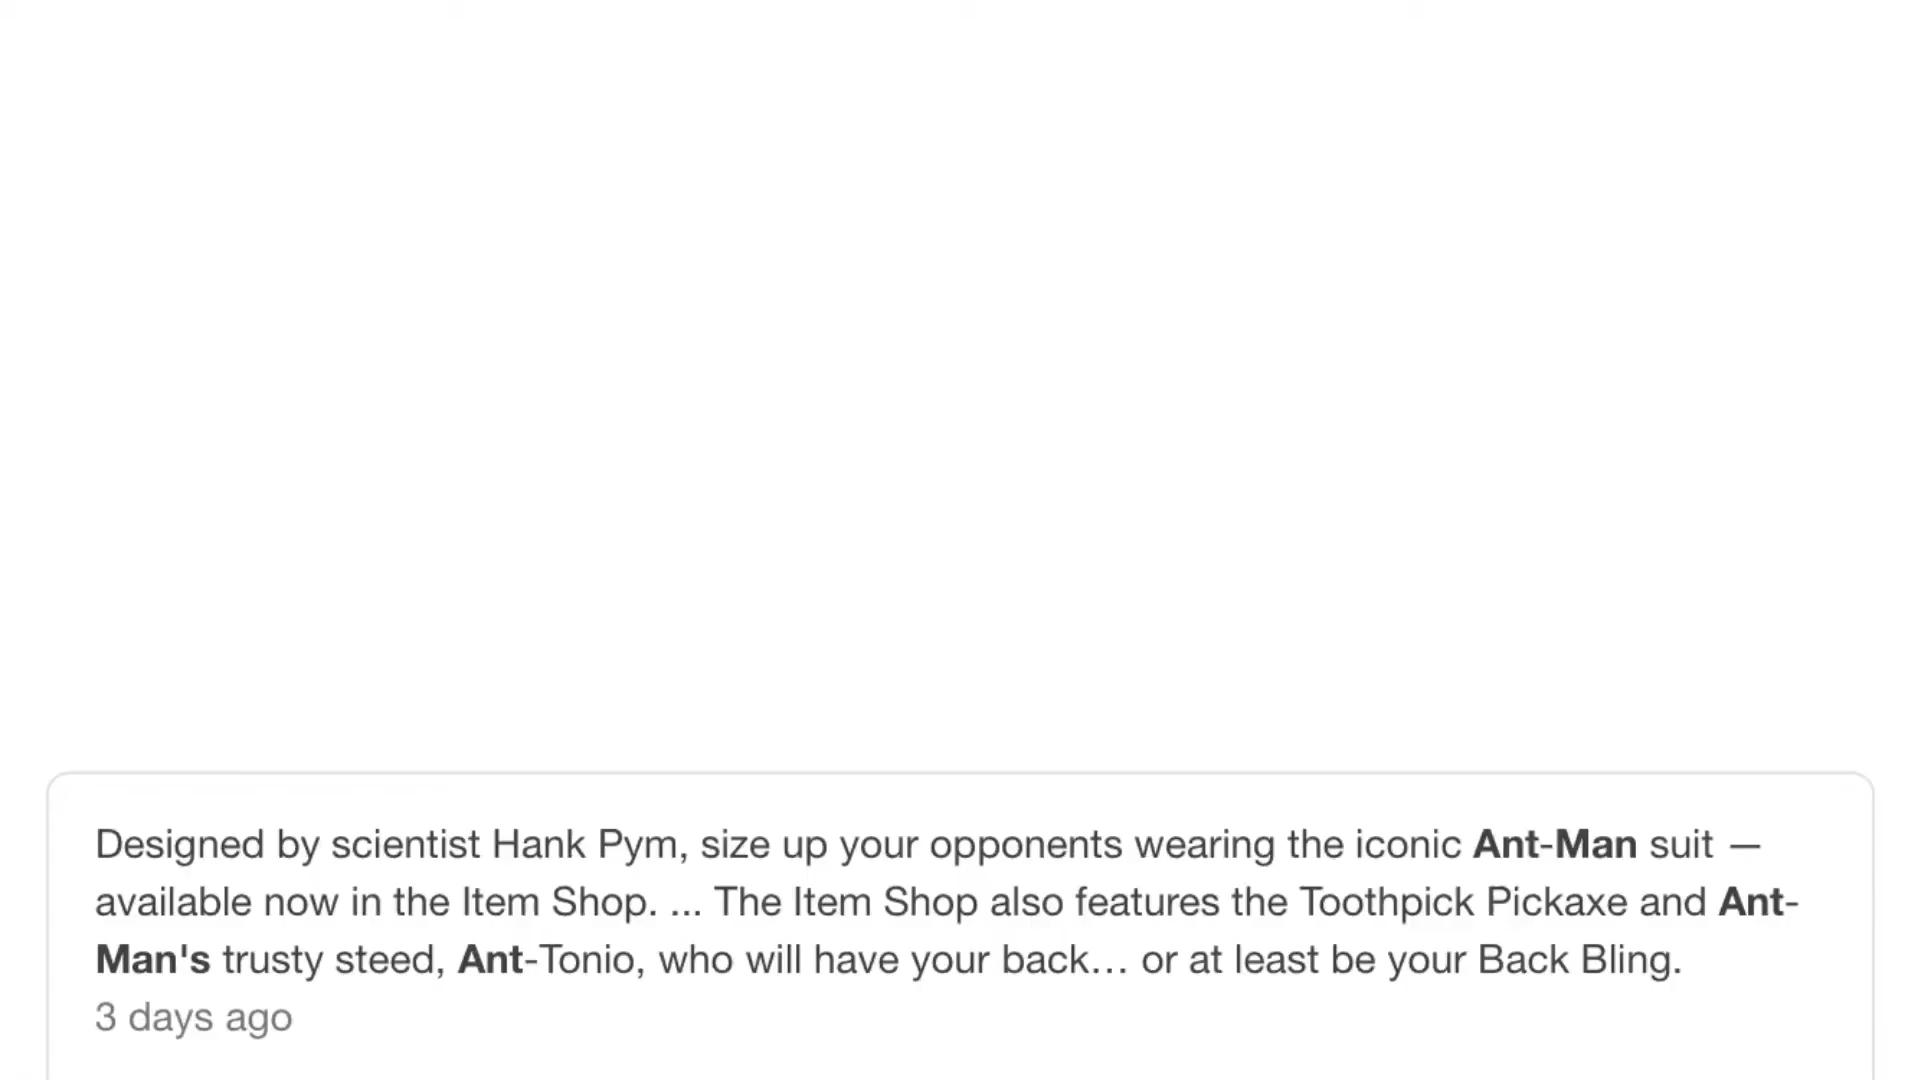 Designed by scientist Hank Pym, size up your opponents wearing the iconic Ant-Man suit —
available now in the Item Shop. ... The Item Shop also features the Toothpick Pickaxe and Ant-
Man's trusty steed, Ant-Tonio, who will have your back… or at least be your Back Bling.
3 days ago